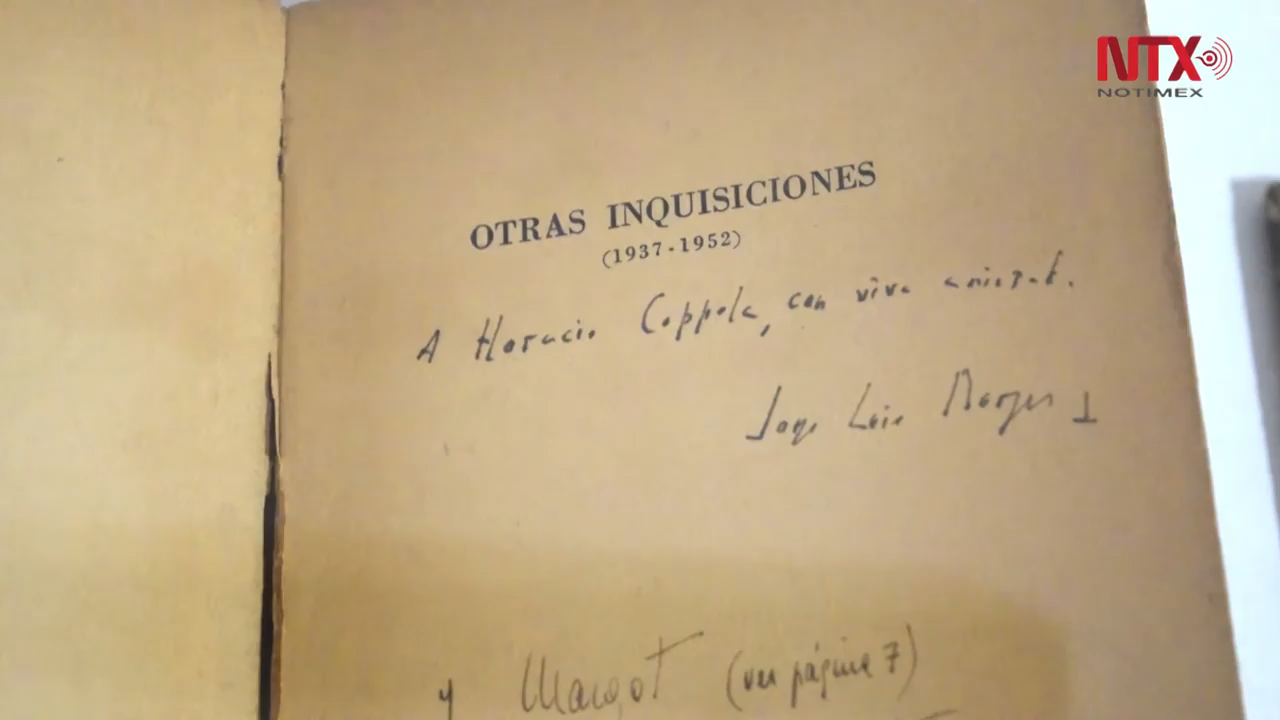 NTX
NOTIMEX
OTRAS INQUISICIONES
(1937-1952)
A Horacio Coppola, con viva amistad.
Jorge Luis Borges
y Margot (ver página 7)